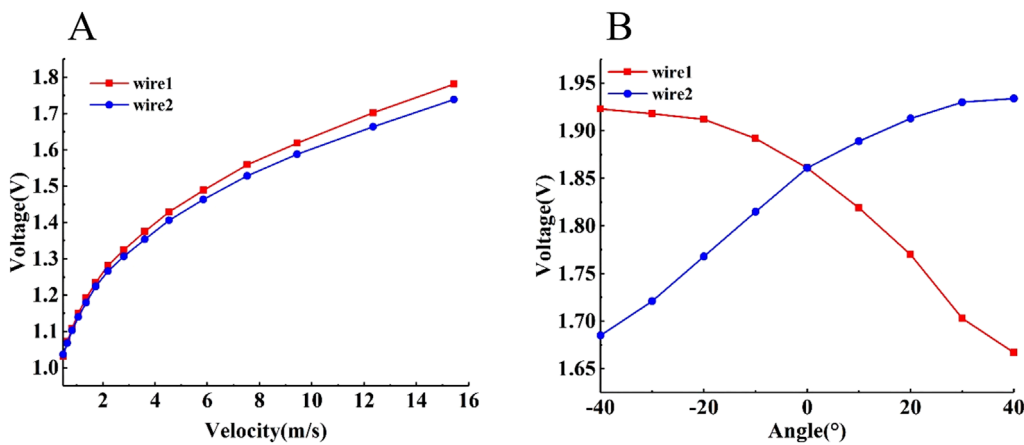 A
Voltage(V)
1.8
1.7
1.6
1.5
1.4
1.3
1.2
1.1
1.0
wire1
wire2
2 4 6 8 10 12 14 16
Velocity(m/s)
B
Voltage(V)
1.95
1.90
1.85
1.80
1.75
1.70
1.65
wire1
wire2
-40 -20 0 20 40
Angle(°)